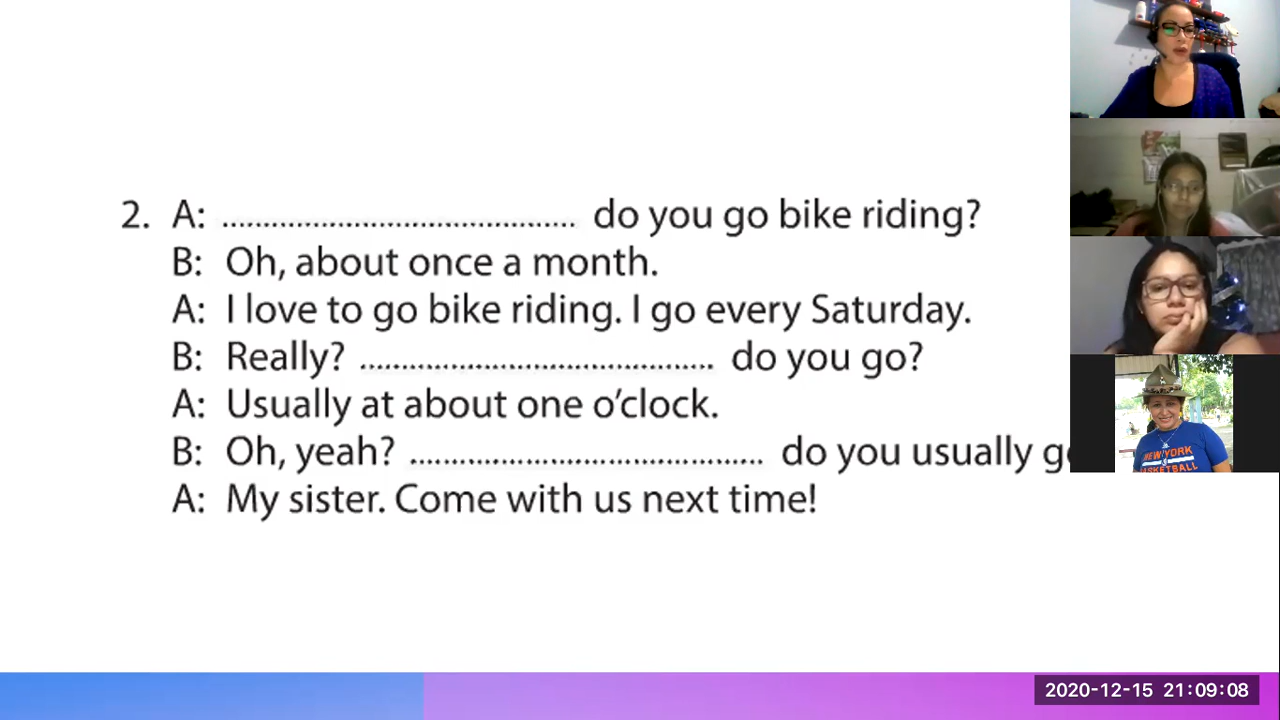 2. A: ........................................ do you go bike riding?
B: Oh, about once a month.
A: I love to go bike riding. I go every Saturday.
B: Really? ........................................ do you go?
A: Usually at about one o'clock.
B: Oh, yeah? ........................................ do you usually
A: My sister. Come with us next time!
NEW YORK
BASKETBALL
2020-12-15 21:09:08